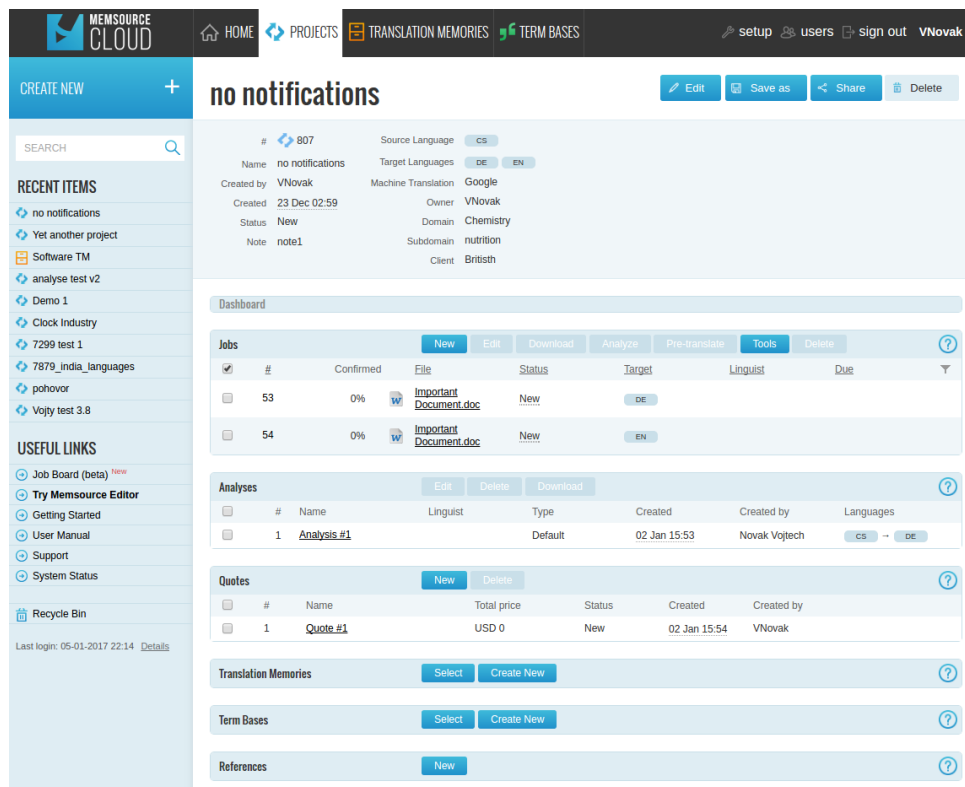 MEMSOURCE
CLOUD
HOME PROJECTS TRANSLATION MEMORIES TERM BASES setup users sign out VNovak
CREATE NEW +
no notifications
Edit Save as Share Delete
SEARCH
# 807 Source Language CS
Name no notifications Target Languages DE EN
Created by VNovak Machine Translation Google
Created 23 Dec 02:59 Owner VNovak
Status New Domain Chemistry
Note note1 Subdomain nutrition
Client Britisth
RECENT ITEMS
no notifications
Yet another project
Software TM
analyse test v2
Demo 1
Clock Industry
7299 test 1
7879_india_languages
pohovor
Vojty test 3.8
USEFUL LINKS
Job Board (beta) New
Try Memsource Editor
Getting Started
User Manual
Support
System Status
Recycle Bin
Last login: 05-01-2017 22:14 Details
Dashboard
Jobs New Edit Download Analyze Pre-translate Tools Delete ?
# Confirmed File Status Target Linguist Due
53 0% Important Document.doc New DE
54 0% Important Document.doc New EN
Analyses Edit Delete Download ?
# Name Linguist Type Created Created by Languages
1 Analysis #1 Default 02 Jan 15:53 Novak Vojtech CS → DE
Quotes New Delete ?
# Name Total price Status Created Created by
1 Quote #1 USD 0 New 02 Jan 15:54 VNovak
Translation Memories Select Create New ?
Term Bases Select Create New ?
References New ?